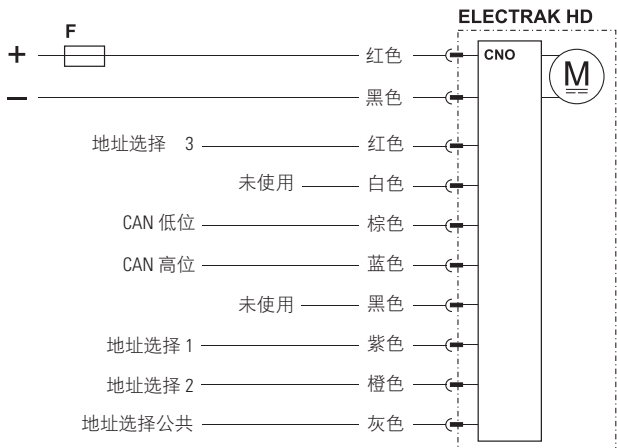 ELECTRAK HD
F
+ 红色 CNO
M
− 黑色
地址选择 3 红色
未使用 白色
CAN 低位 棕色
CAN 高位 蓝色
未使用 黑色
地址选择 1 紫色
地址选择 2 橙色
地址选择公共 灰色